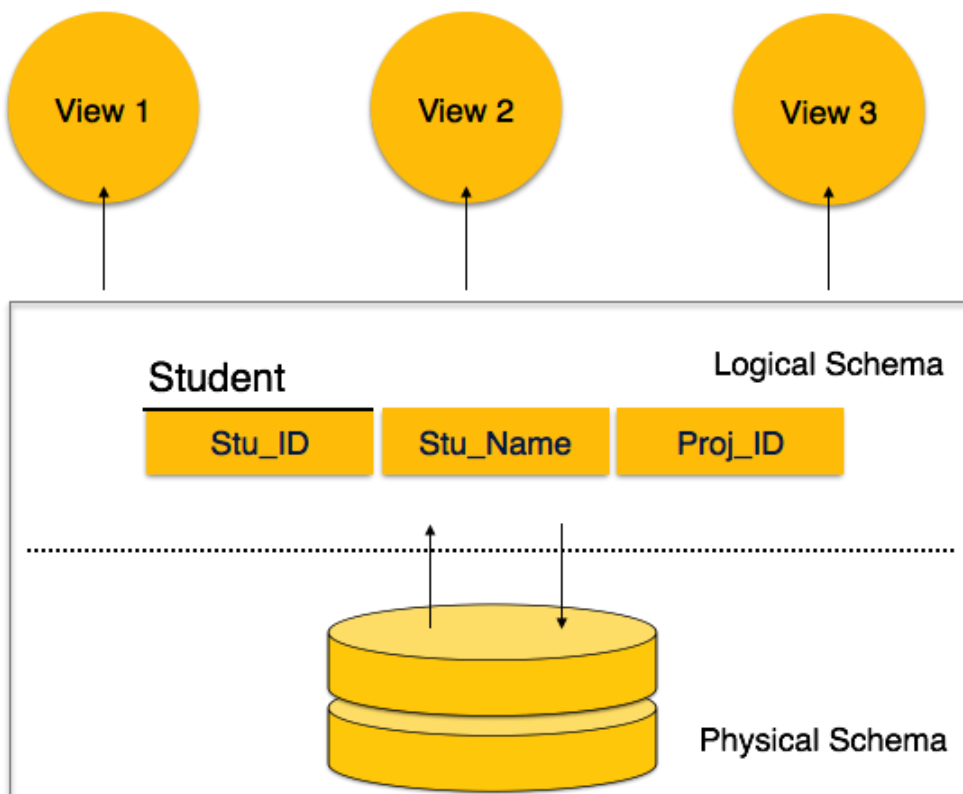 View 1
View 2
View 3
Logical Schema
Student
Stu_ID
Stu_Name
Proj_ID
Physical Schema